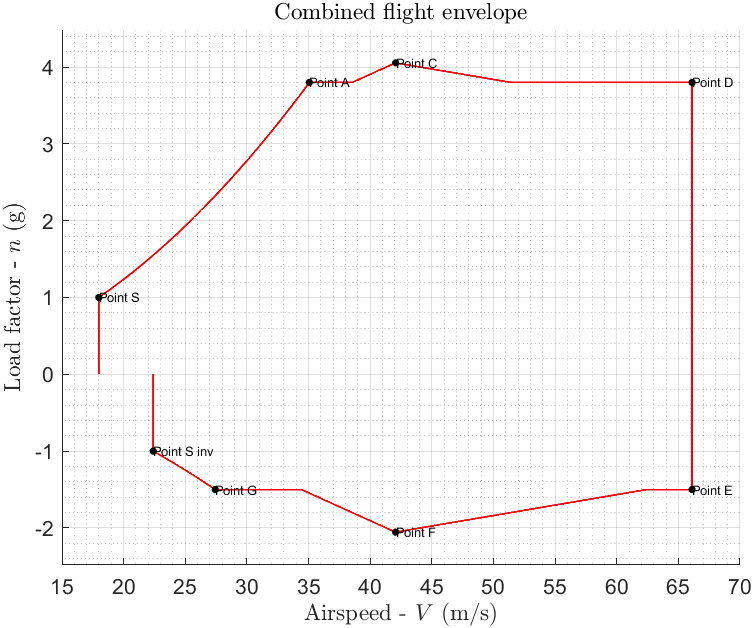 Combined flight envelope
Load factor - n (g)
4
3
2
1
0
-1
-2
Point A
Point C
Point D
Point S
Point S inv
Point G
Point E
Point F
15 20 25 30 35 40 45 50 55 60 65 70
Airspeed - V (m/s)